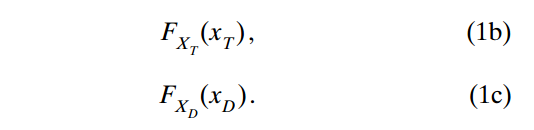 F_{X_T}(x_T), (1b)
F_{X_D}(x_D). (1c)